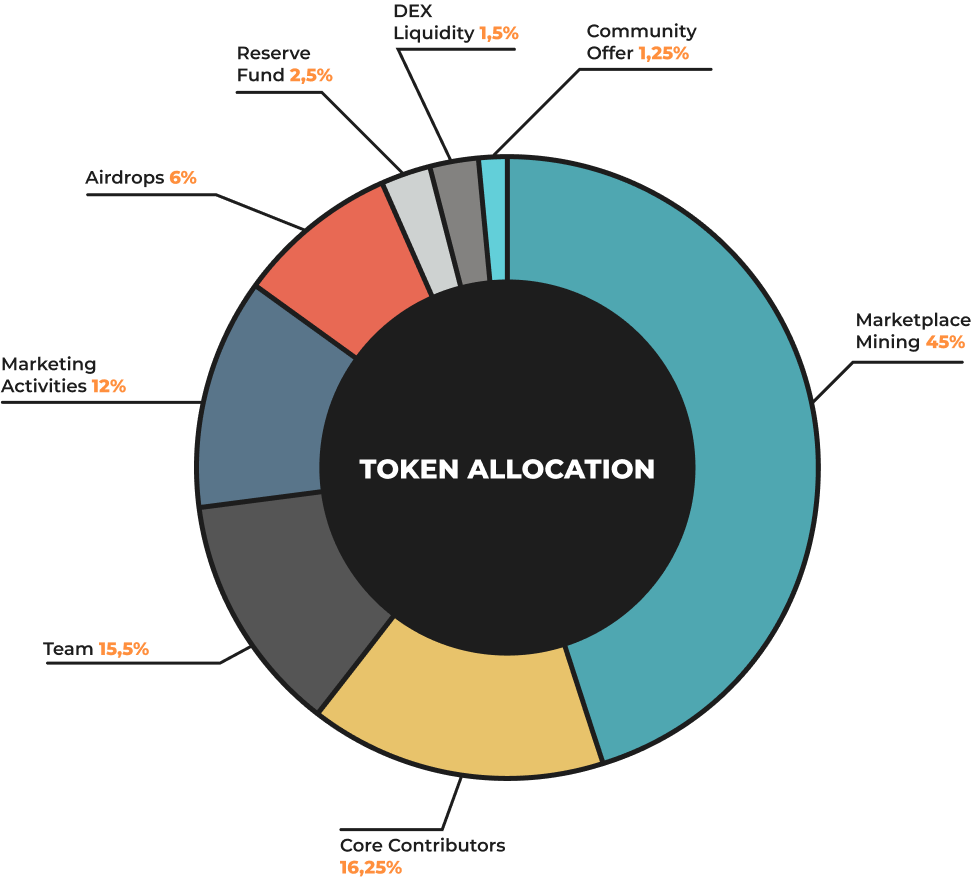 DEX
Liquidity 1,5%
Community
Offer 1,25%
Reserve
Fund 2,5%
Airdrops 6%
Marketplace
Mining 45%
Marketing
Activities 12%
TOKEN ALLOCATION
Team 15,5%
Core Contributors
16,25%